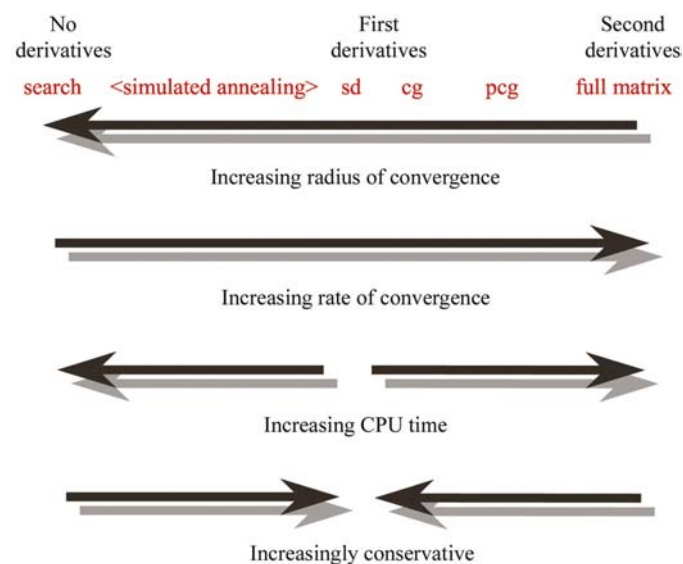 No First Second
derivatives derivatives derivatives
search <simulated annealing> sd cg pcg full matrix
Increasing radius of convergence
Increasing rate of convergence
Increasing CPU time
Increasingly conservative